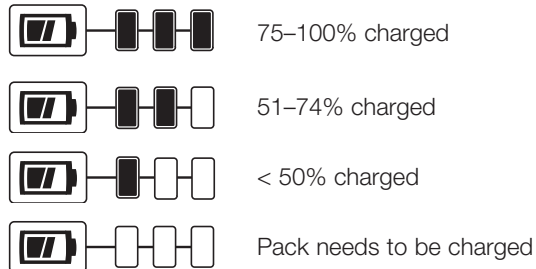 75–100% charged
51–74% charged
< 50% charged
Pack needs to be charged